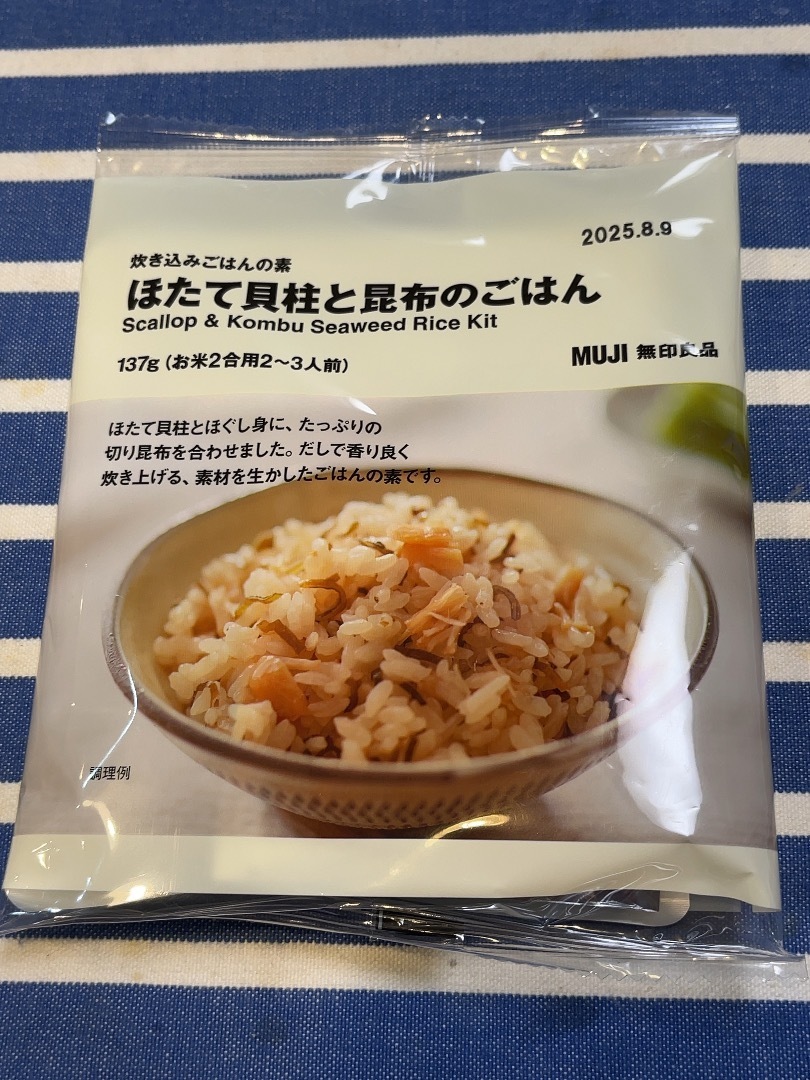 2025.8.9
炊き込みごはんの素
ほたて貝柱と昆布のごはん
Scallop & Kombu Seaweed Rice Kit
137g(お米2合用2〜3人前)
MUJI 無印良品
ほたて貝柱とほぐし身に、たっぷりの
切り昆布を合わせました。だしで香り良く
炊き上げる、素材を生かしたごはんの素です。
調理例